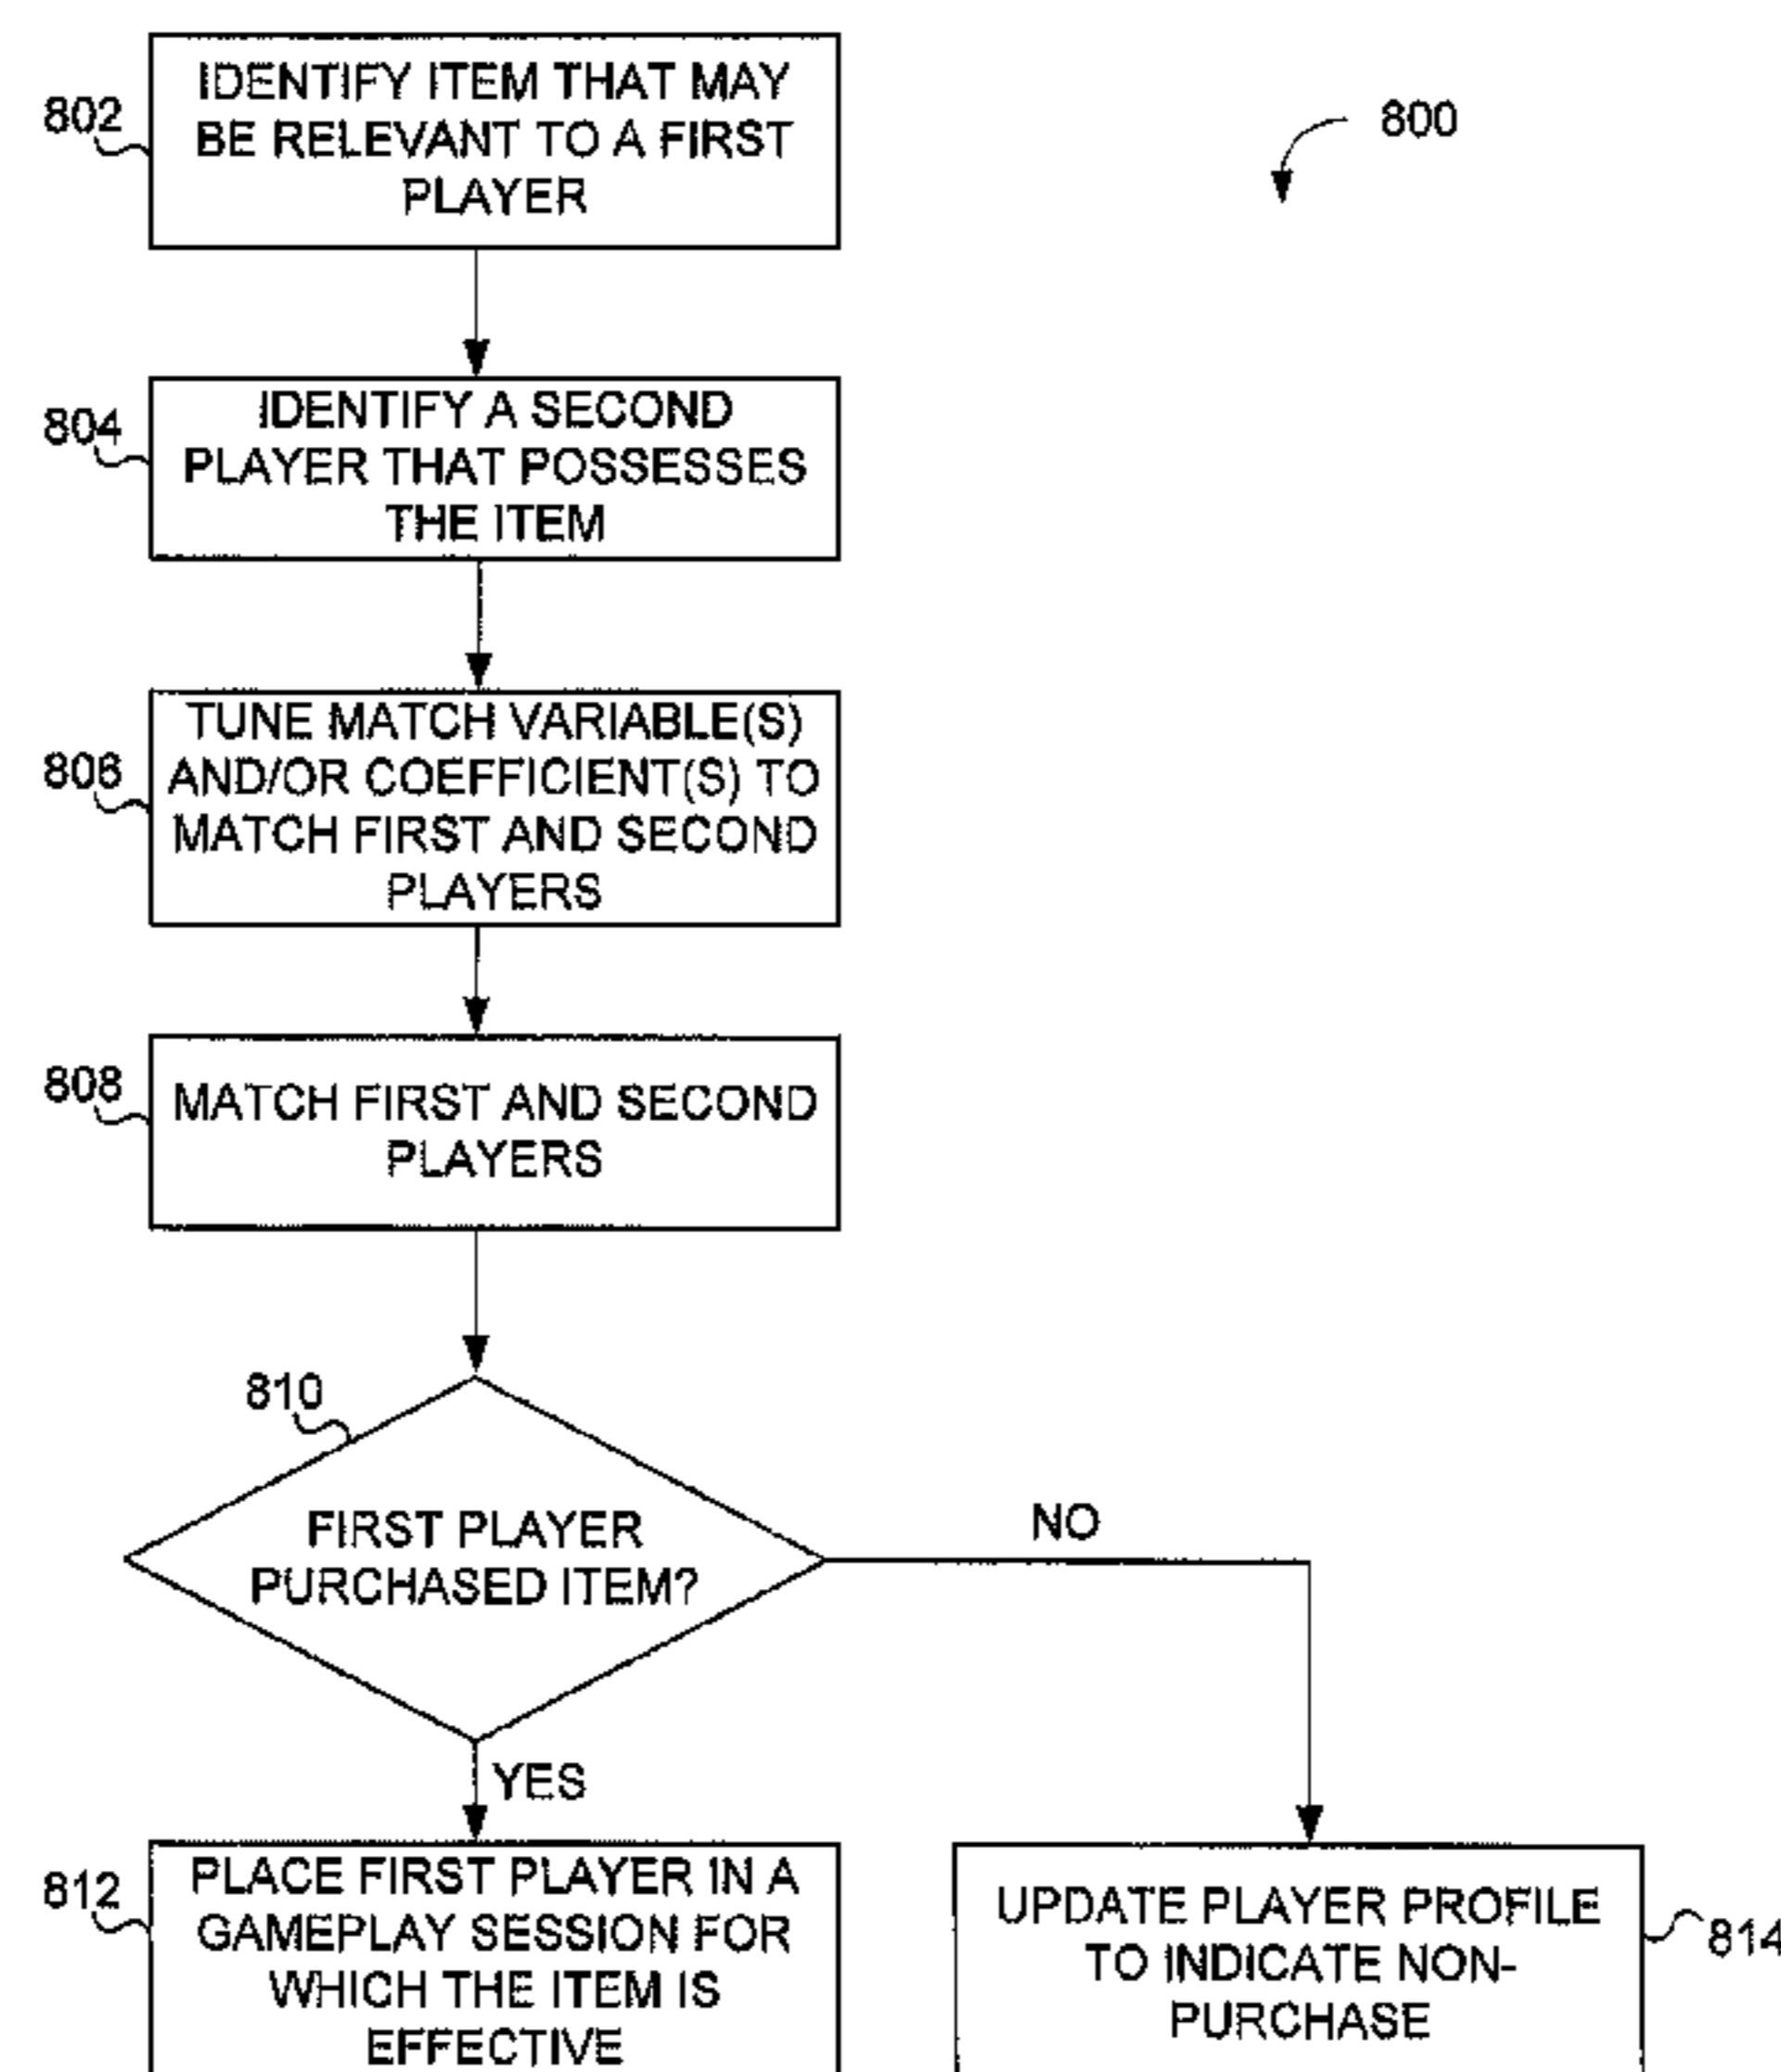 800
802
IDENTIFY ITEM THAT MAY
BE RELEVANT TO A FIRST
PLAYER
804
IDENTIFY A SECOND
PLAYER THAT POSSESSES
THE ITEM
806
TUNE MATCH VARIABLE(S)
AND/OR COEFFICIENT(S) TO
MATCH FIRST AND SECOND
PLAYERS
808
MATCH FIRST AND SECOND
PLAYERS
810
FIRST PLAYER
PURCHASED ITEM?
NO
YES
812
PLACE FIRST PLAYER IN A
GAMEPLAY SESSION FOR
WHICH THE ITEM IS
EFFECTIVE
UPDATE PLAYER PROFILE
TO INDICATE NON-
PURCHASE
814